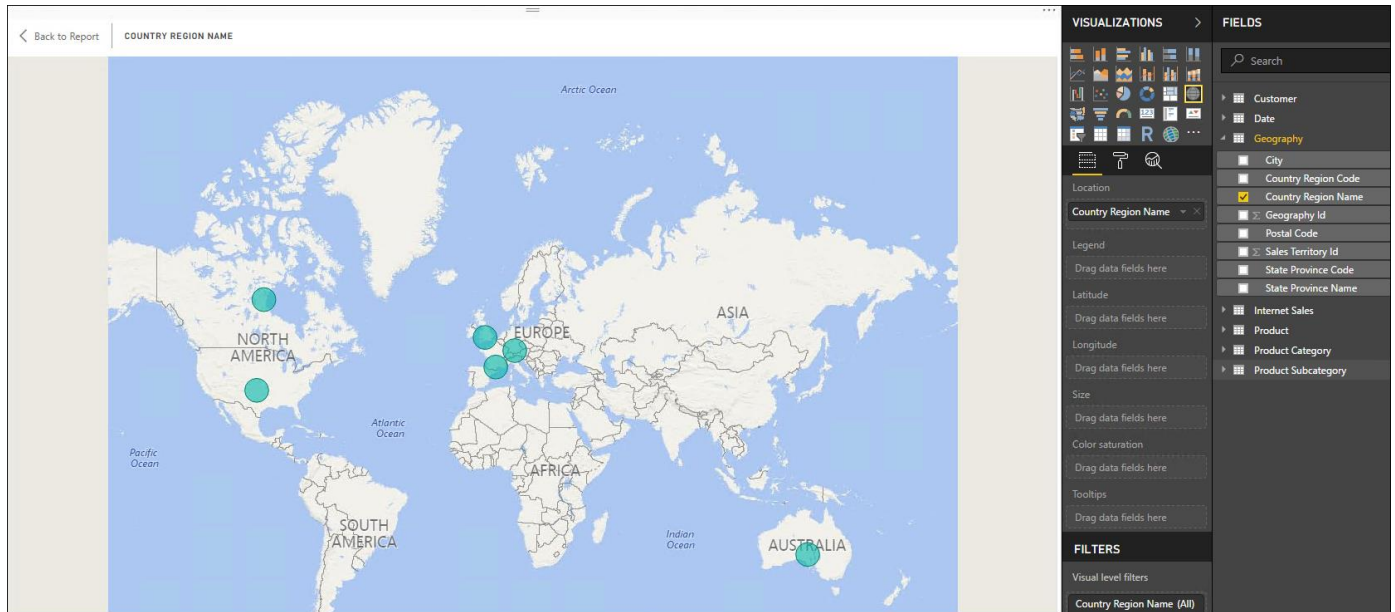 Back to Report
COUNTRY REGION NAME
Arctic Ocean
NORTH
AMERICA
EUROPE
ASIA
Atlantic
Ocean
Pacific
Ocean
AFRICA
SOUTH
AMERICA
Indian
Ocean
AUSTRALIA
VISUALIZATIONS
123
R
Location
Country Region Name
Legend
Drag data fields here
Latitude
Drag data fields here
Longitude
Drag data fields here
Size
Drag data fields here
Color saturation
Drag data fields here
Tooltips
Drag data fields here
FILTERS
Visual level filters
Country Region Name (All)
FIELDS
Search
Customer
Date
Geography
City
Country Region Code
Country Region Name
Σ Geography Id
Postal Code
Σ Sales Territory Id
State Province Code
State Province Name
Internet Sales
Product
Product Category
Product Subcategory